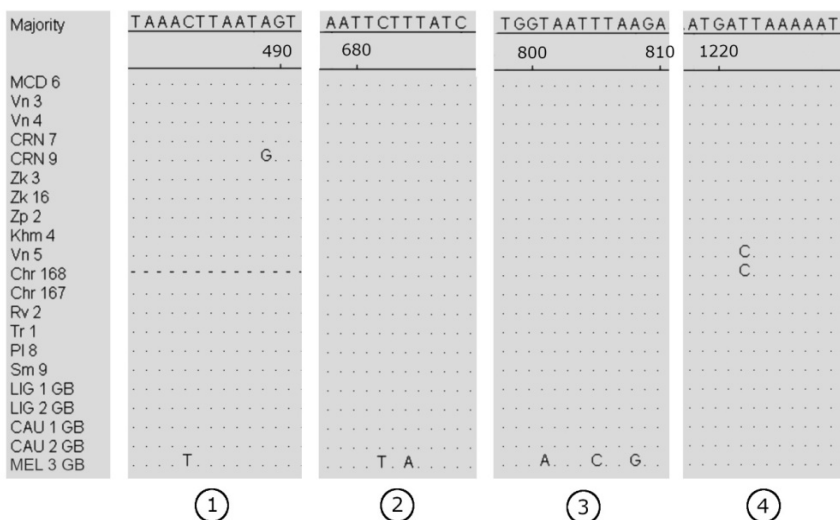 Majority TAAACTTAATAGT AATTCTTTATC TGGTAATTTAAGA ATGATTAAAAAT
490 680 800 810 1220
MCD 6
Vn 3
Vn 4
CRN 7
CRN 9 G
Zk 3
Zk 16
Zp 2
Khm 4
Vn 5 C
Chr 168 - - - - - - - - - - - - - C
Chr 167
Rv 2
Tr 1
Pl 8
Sm 9
LIG 1 GB
LIG 2 GB
CAU 1 GB
CAU 2 GB
MEL 3 GB T T A A C G
1 2 3 4